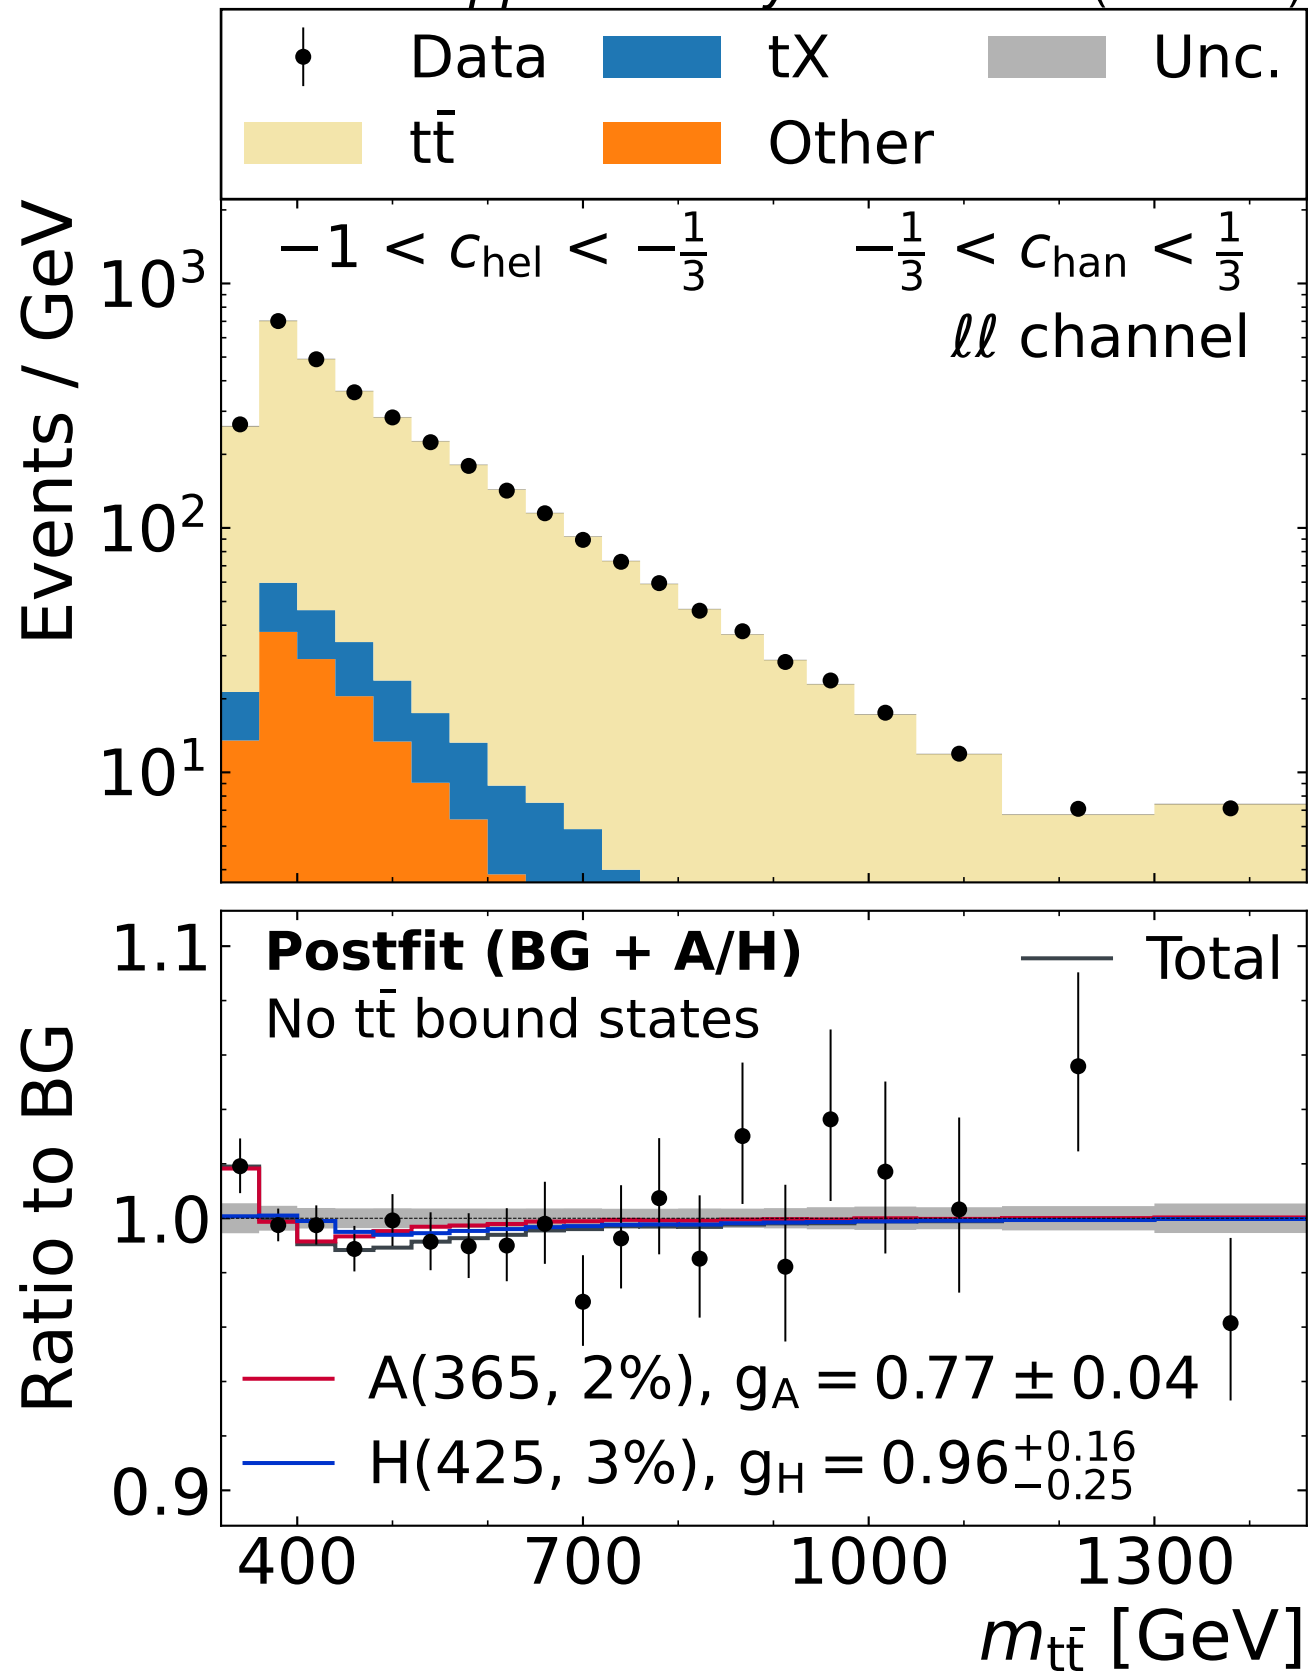 Data tX Unc.
tt̄ Other
−1 < c_hel < −1/3 −1/3 < c_han < 1/3
ℓℓ channel
Events / GeV
10³
10²
10¹
Postfit (BG + A/H) Total
No tt̄ bound states
Ratio to BG
1.1
1.0
0.9
A(365, 2%), g_A = 0.77 ± 0.04
H(425, 3%), g_H = 0.96 +0.16 −0.25
400 700 1000 1300
m_tt̄ [GeV]